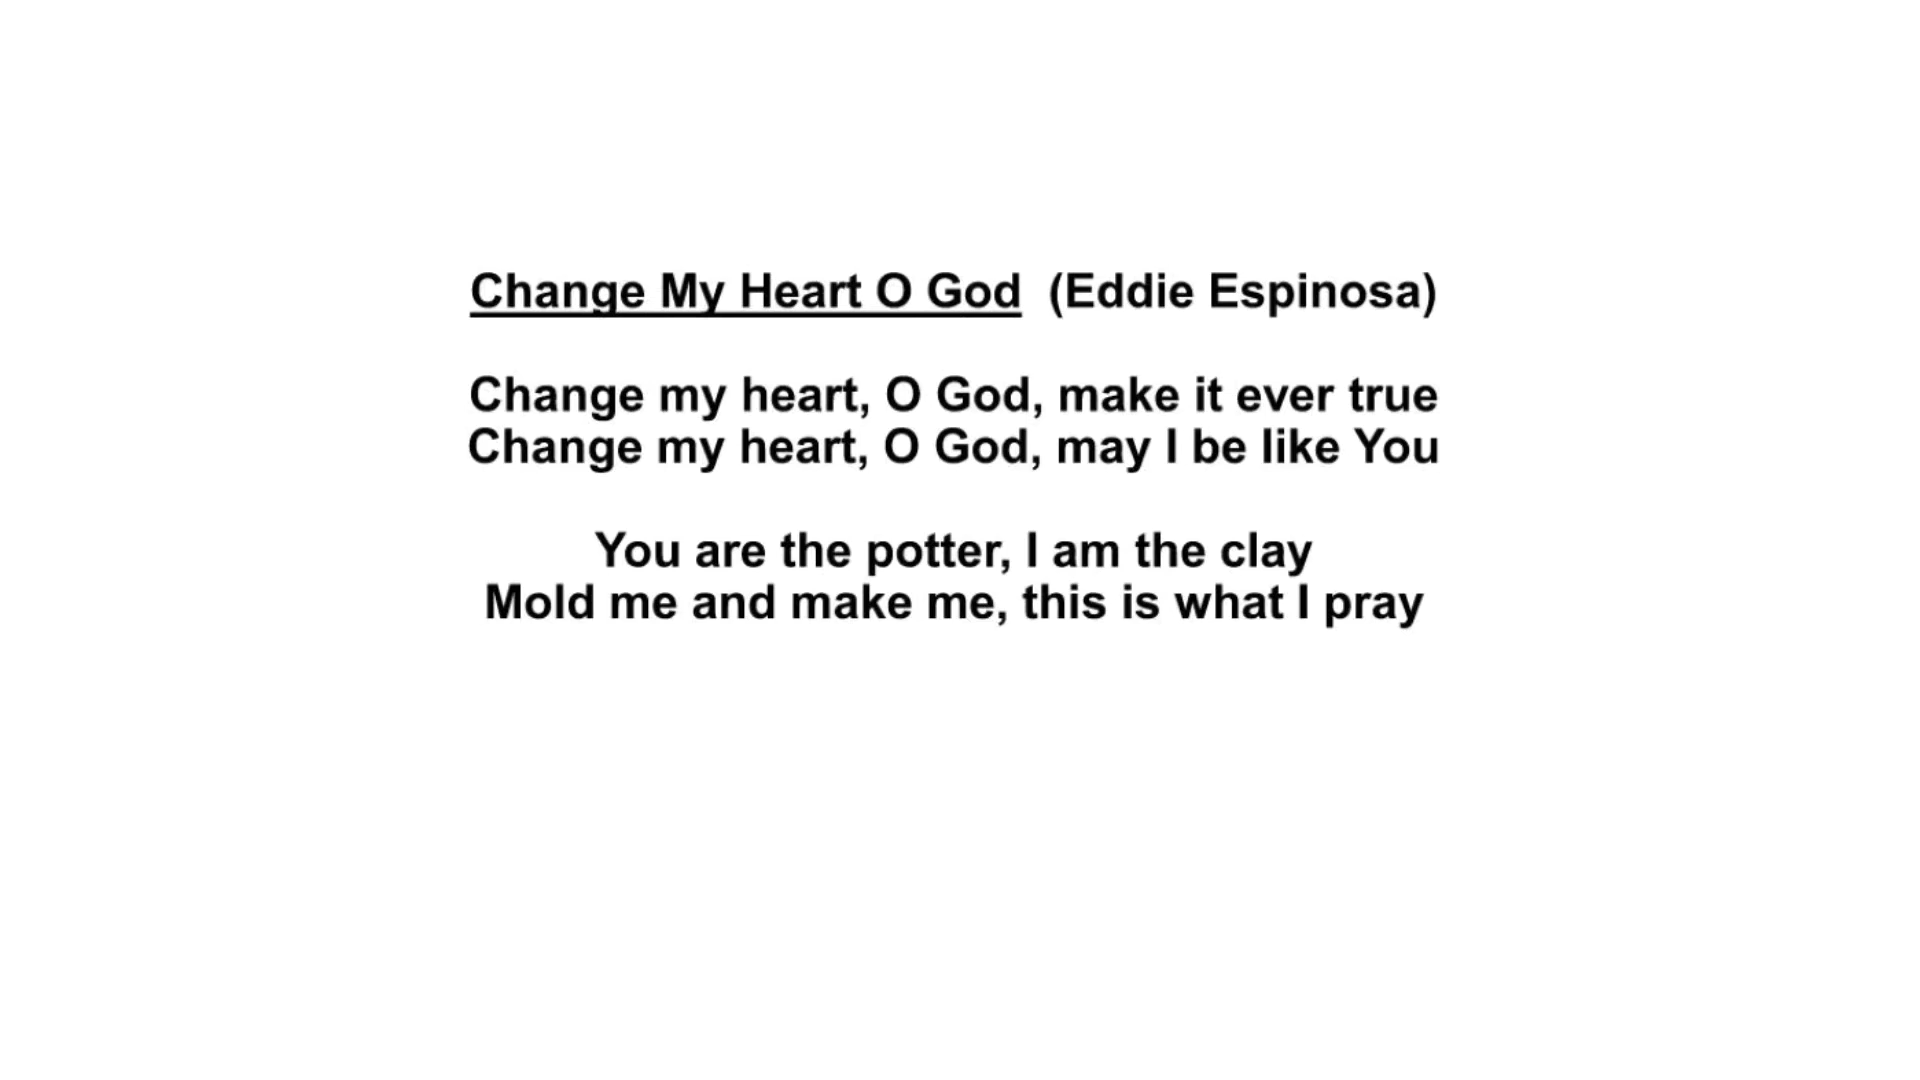 Change My Heart O God (Eddie Espinosa)
Change my heart, O God, make it ever true
Change my heart, O God, may I be like You
You are the potter, I am the clay
Mold me and make me, this is what I pray